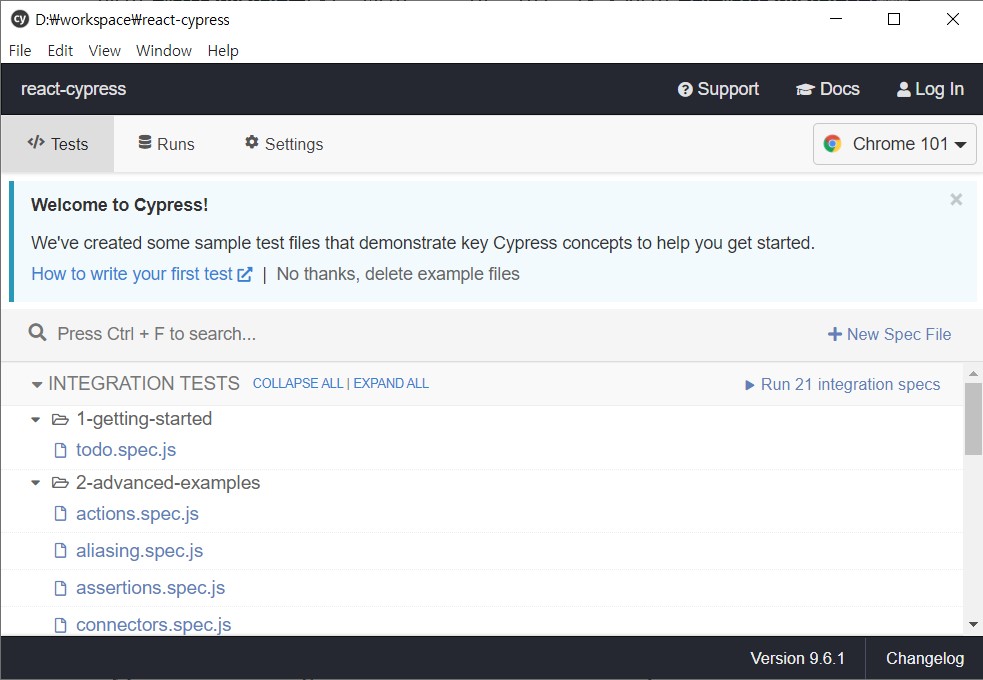 cy D:₩workspace₩react-cypress
File Edit View Window Help
react-cypress Support Docs Log In
Tests Runs Settings Chrome 101
Welcome to Cypress!
We've created some sample test files that demonstrate key Cypress concepts to help you get started.
How to write your first test | No thanks, delete example files
Press Ctrl + F to search... New Spec File
INTEGRATION TESTS COLLAPSE ALL | EXPAND ALL Run 21 integration specs
1-getting-started
todo.spec.js
2-advanced-examples
actions.spec.js
aliasing.spec.js
assertions.spec.js
connectors.spec.js
Version 9.6.1 Changelog